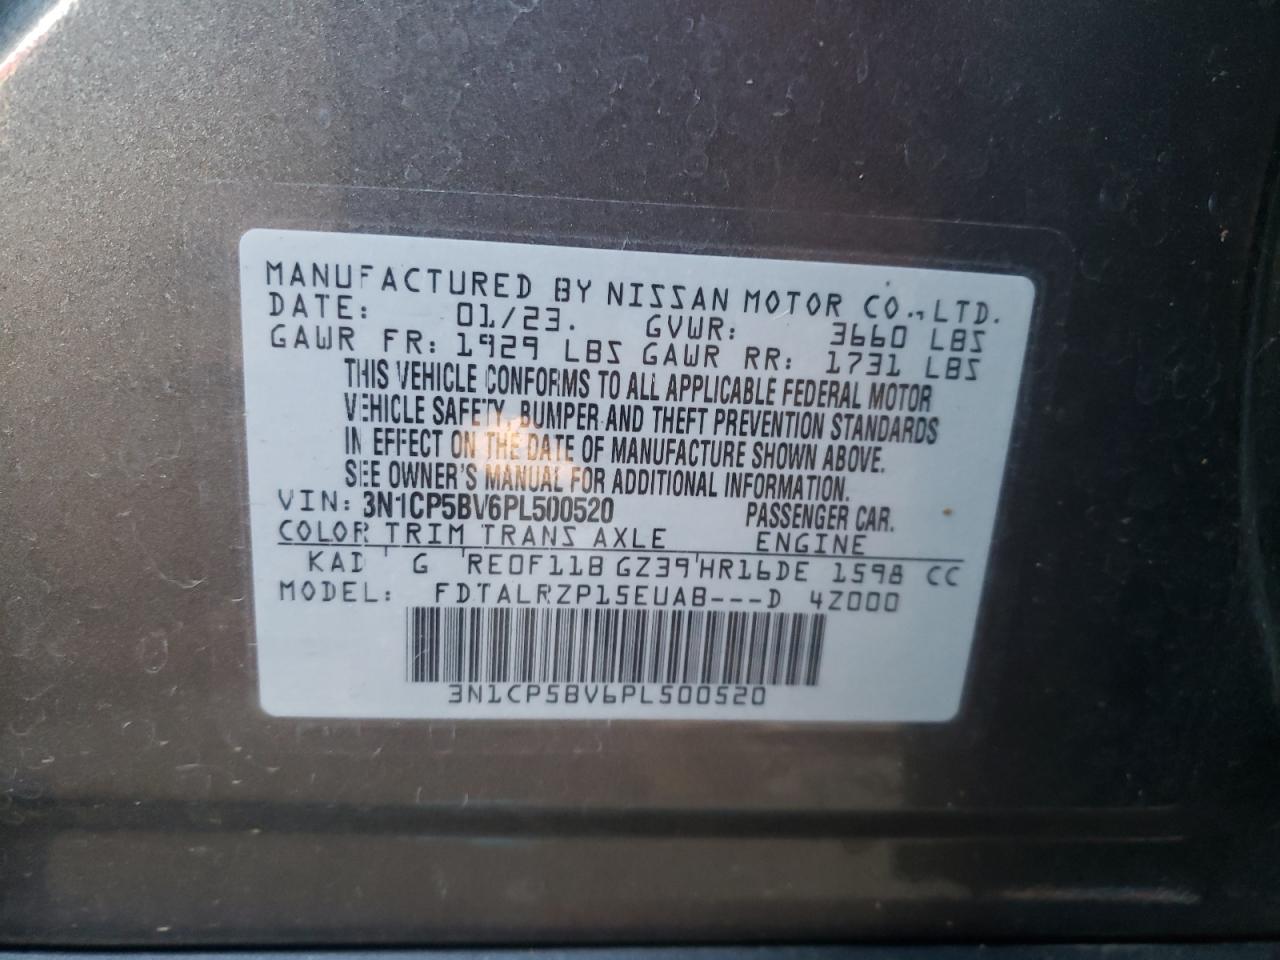 MANUFACTURED BY NISSAN MOTOR CO., LTD.
DATE: 01/23. GVWR: 3660 LBS
GAWR FR: 1929 LBS GAWR RR: 1731 LBS
THIS VEHICLE CONFORMS TO ALL APPLICABLE FEDERAL MOTOR
VEHICLE SAFETY, BUMPER AND THEFT PREVENTION STANDARDS
IN EFFECT ON THE DATE OF MANUFACTURE SHOWN ABOVE.
SEE OWNER'S MANUAL FOR ADDITIONAL INFORMATION.
VIN: 3N1CP5BV6PL500520 PASSENGER CAR.
COLOR TRIM TRANS AXLE ENGINE
KAD G RE0F11B GZ39 HR16DE 1598 CC
MODEL: FDTALRZP15EUAB---D 4Z000
3N1CP5BV6PL500520